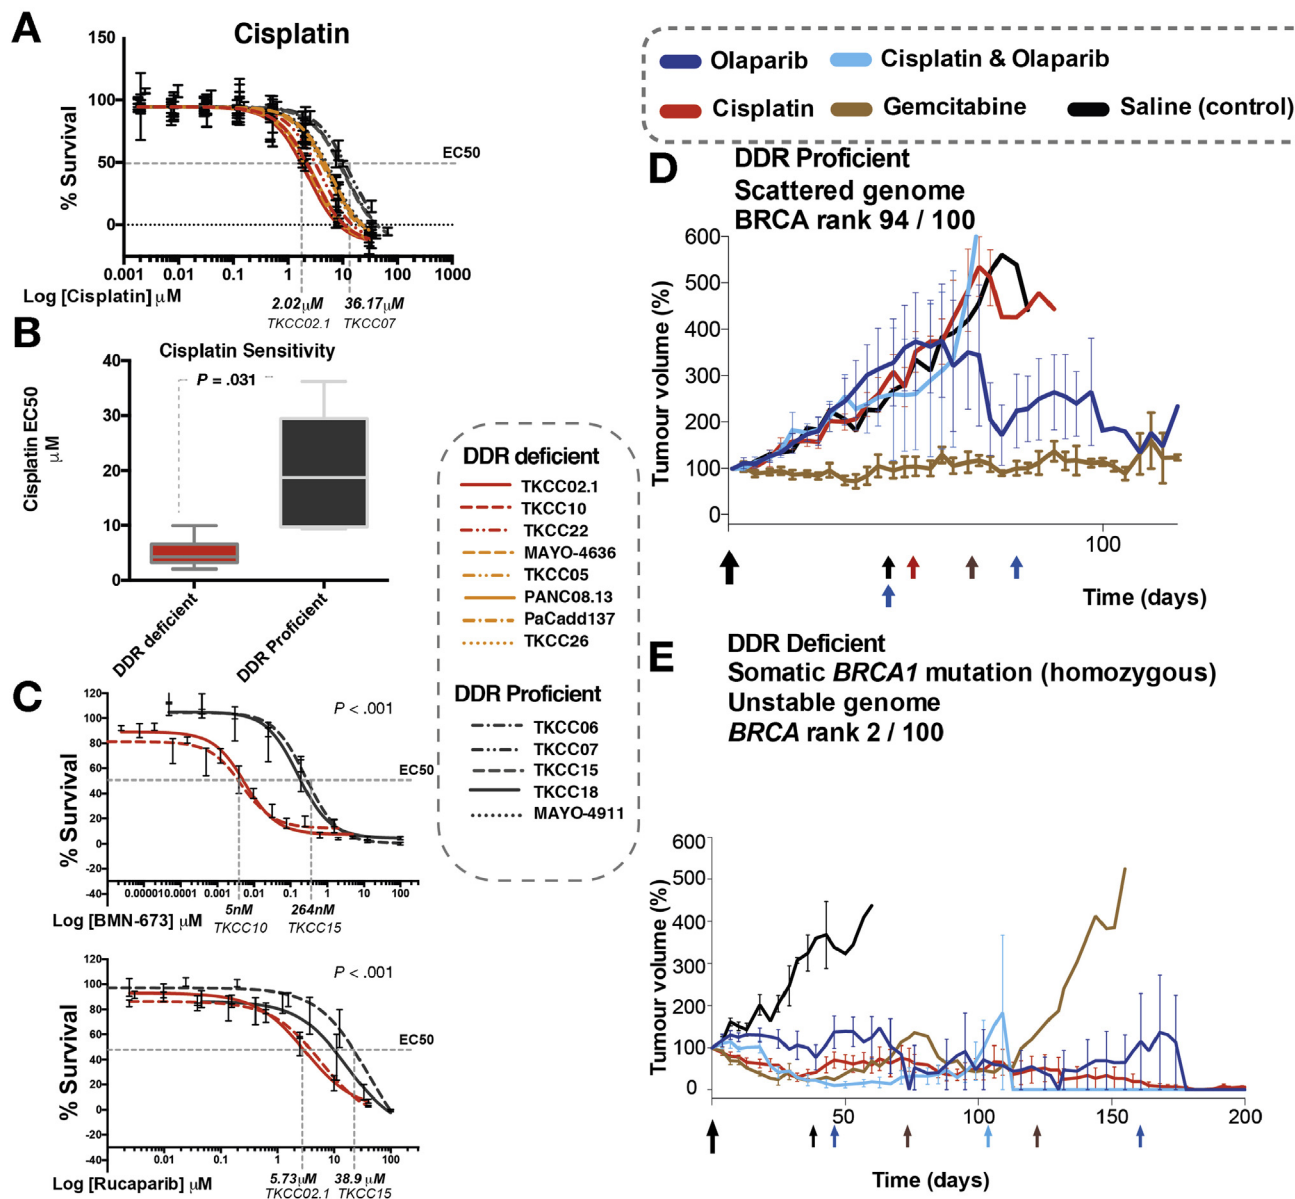 A
Cisplatin
% Survival
150
100
50
0
EC50
0.001 0.01 0.1 1 10 100 1000
Log [Cisplatin] µM
2.02µM 36.17µM
TKCC02.1 TKCC07
B
Cisplatin Sensitivity
P = .031
Cisplatin EC50
µM
40
30
20
10
0
DDR deficient
DDR Proficient
DDR deficient
TKCC02.1
TKCC10
TKCC22
MAYO-4636
TKCC05
PANC08.13
PaCadd137
TKCC26
DDR Proficient
TKCC06
TKCC07
TKCC15
TKCC18
MAYO-4911
C
% Survival
120
100
80
60
40
20
0
-20
-40
P < .001
EC50
0.00001 0.0001 0.001 0.01 0.1 1 10 100
Log [BMN-673] µM
5nM 264nM
TKCC10 TKCC15
% Survival
120
100
80
60
40
20
0
-20
-40
P < .001
EC50
0.01 0.1 1 10 100
Log [Rucaparib] µM
5.73µM 38.9 µM
TKCC02.1 TKCC15
Olaparib
Cisplatin & Olaparib
Cisplatin
Gemcitabine
Saline (control)
D
DDR Proficient
Scattered genome
BRCA rank 94 / 100
Tumour volume (%)
600
500
400
300
200
100
0
100
Time (days)
E
DDR Deficient
Somatic BRCA1 mutation (homozygous)
Unstable genome
BRCA rank 2 / 100
Tumour volume (%)
600
500
400
300
200
100
0
50 100 150 200
Time (days)